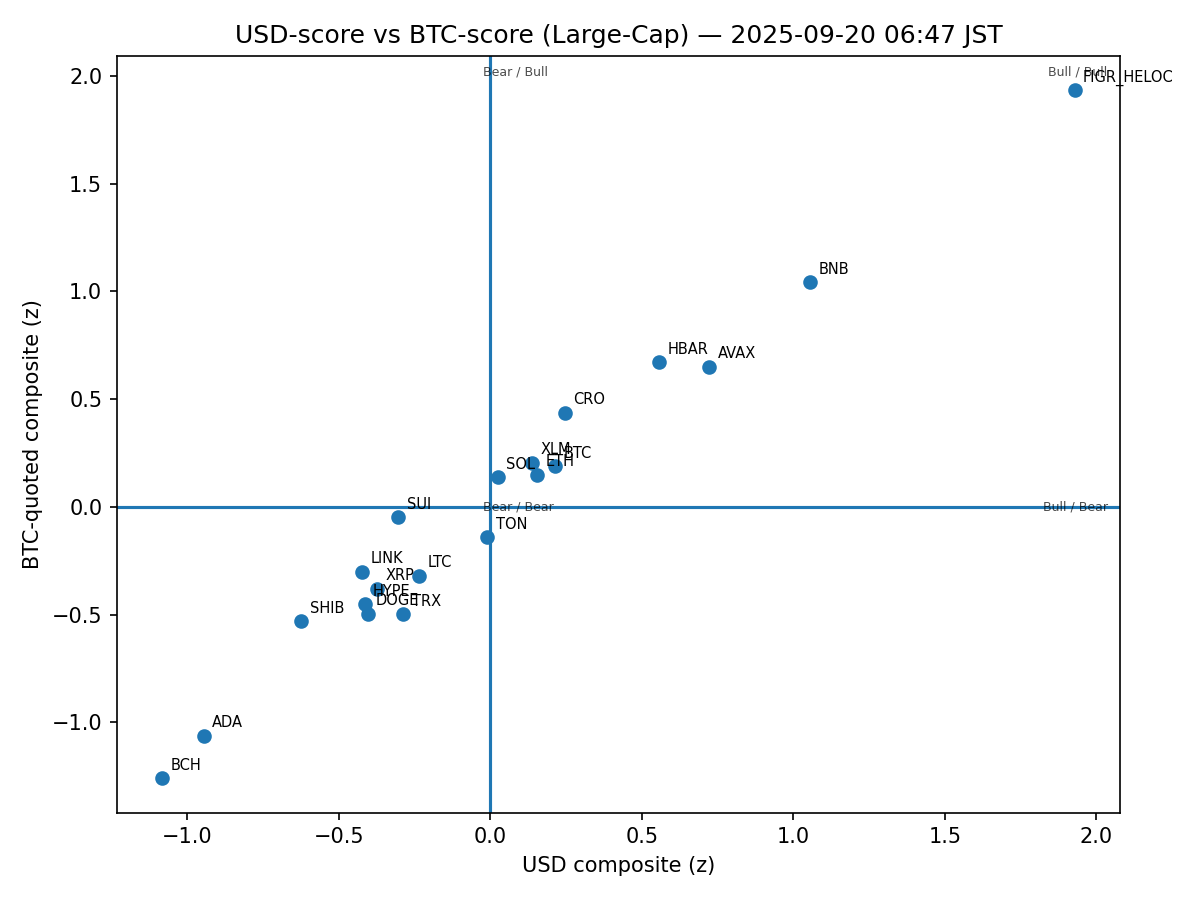 USD-score vs BTC-score (Large-Cap) — 2025-09-20 06:47 JST
Bear / Bull
Bull / Bull
FIGR_HELOC
BNB
HBAR
AVAX
CRO
XLM
BTC
ETH
SOL
SUI
Bear / Bear
Bull / Bear
TON
LINK
LTC
XRP
HYPE
DOGE
TRX
SHIB
ADA
BCH
2.0
1.5
1.0
0.5
0.0
−0.5
−1.0
BTC-quoted composite (z)
−1.0
−0.5
0.0
0.5
1.0
1.5
2.0
USD composite (z)